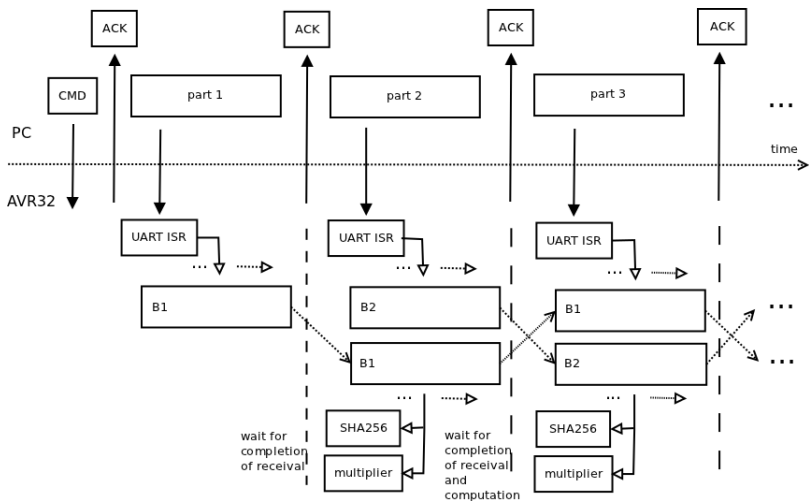 ACK
ACK
ACK
ACK
CMD
part 1
part 2
part 3
...
PC
time
AVR32
UART ISR
UART ISR
UART ISR
...
...
...
B1
B2
B1
...
B1
B2
...
...
...
wait for
completion
of receival
SHA256
multiplier
wait for
completion
of receival
and
computation
SHA256
multiplier